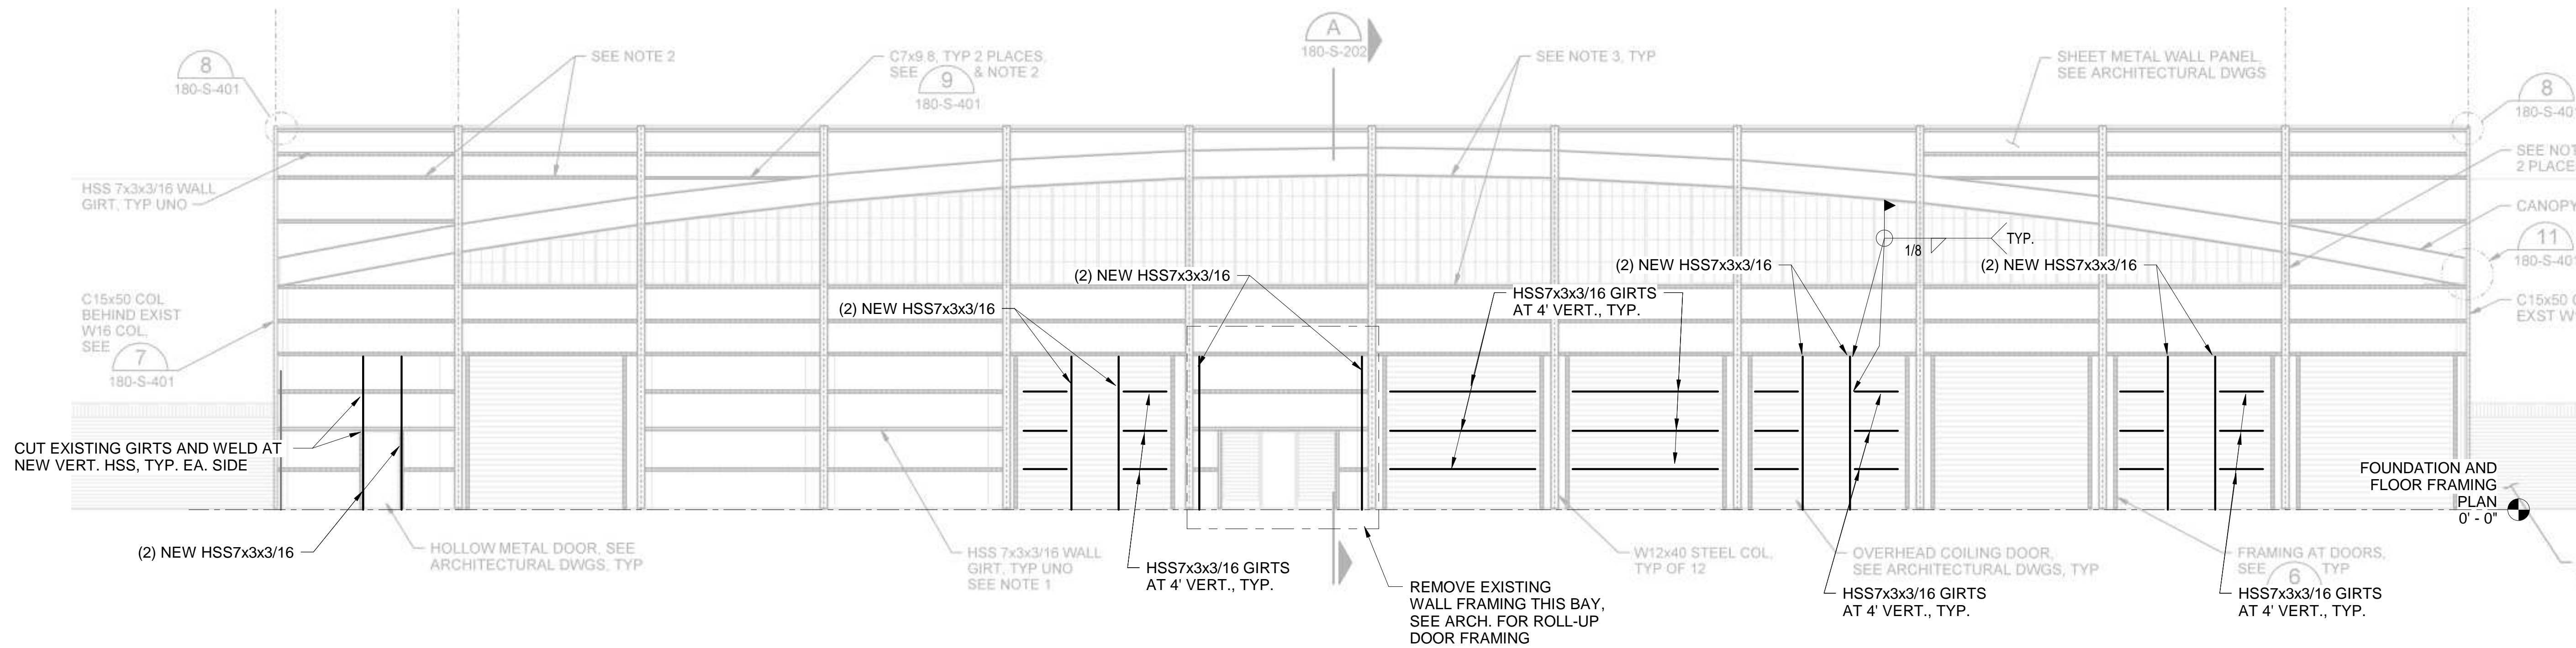 8
180-S-401
SEE NOTE 2
C7x9.8, TYP 2 PLACES,
SEE 9 & NOTE 2
180-S-401
A
180-S-202
SEE NOTE 3, TYP
SHEET METAL WALL PANEL,
SEE ARCHITECTURAL DWGS
8
180-S-40
SEE NOT
2 PLACE
HSS 7x3x3/16 WALL
GIRT, TYP UNO
CANOPY
11
180-S-40
1/8
TYP.
(2) NEW HSS7x3x3/16
(2) NEW HSS7x3x3/16
(2) NEW HSS7x3x3/16
(2) NEW HSS7x3x3/16
HSS7x3x3/16 GIRTS
AT 4' VERT., TYP.
C15x50 COL
BEHIND EXIST
W16 COL,
SEE 7
180-S-401
C15x50 C
EXST W
CUT EXISTING GIRTS AND WELD AT
NEW VERT. HSS, TYP. EA. SIDE
FOUNDATION AND
FLOOR FRAMING
PLAN
0' - 0"
(2) NEW HSS7x3x3/16
HOLLOW METAL DOOR, SEE
ARCHITECTURAL DWGS, TYP
HSS 7x3x3/16 WALL
GIRT, TYP UNO
SEE NOTE 1
HSS7x3x3/16 GIRTS
AT 4' VERT., TYP.
REMOVE EXISTING
WALL FRAMING THIS BAY,
SEE ARCH. FOR ROLL-UP
DOOR FRAMING
W12x40 STEEL COL,
TYP OF 12
OVERHEAD COILING DOOR,
SEE ARCHITECTURAL DWGS, TYP
HSS7x3x3/16 GIRTS
AT 4' VERT., TYP.
FRAMING AT DOORS,
SEE 6 TYP
HSS7x3x3/16 GIRTS
AT 4' VERT., TYP.